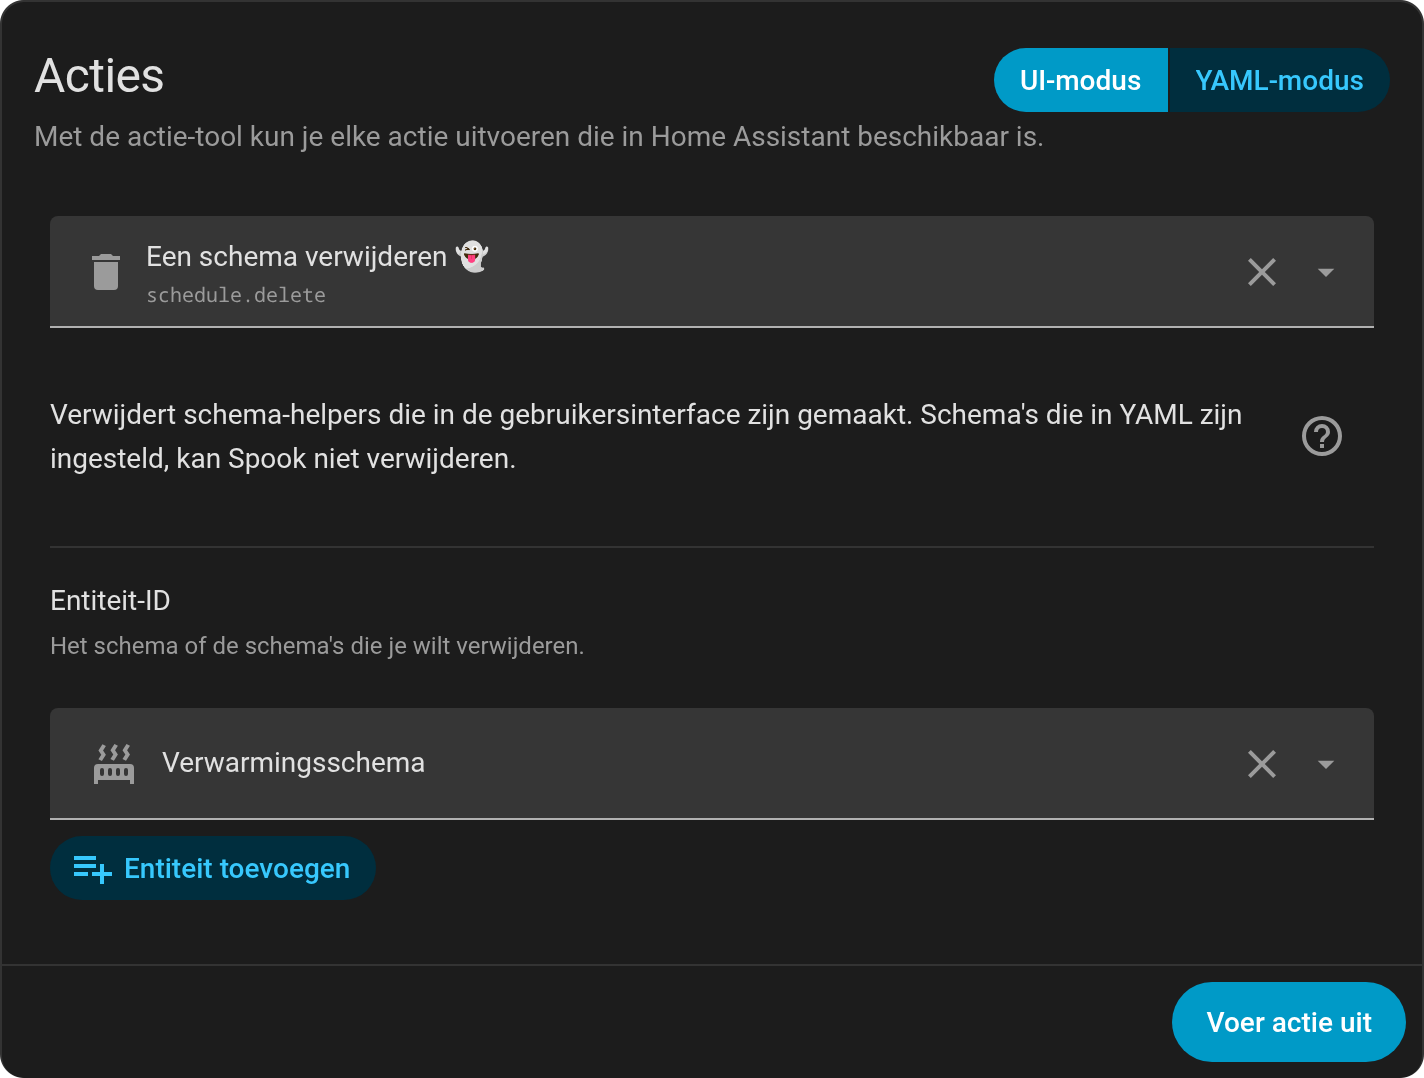 Acties
UI-modus
YAML-modus
Met de actie-tool kun je elke actie uitvoeren die in Home Assistant beschikbaar is.
Een schema verwijderen 👻
schedule.delete
Verwijdert schema-helpers die in de gebruikersinterface zijn gemaakt. Schema's die in YAML zijn
ingesteld, kan Spook niet verwijderen.
Entiteit-ID
Het schema of de schema's die je wilt verwijderen.
Verwarmingsschema
Entiteit toevoegen
Voer actie uit